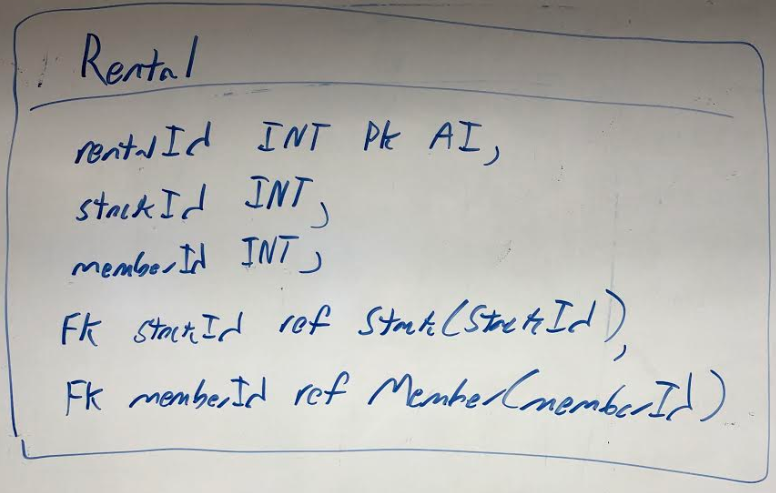 Rental
rentalId INT PK AI,
stockId INT,
memberId INT,
FK stockId ref Stock(StockId),
FK memberId ref Member(memberId)